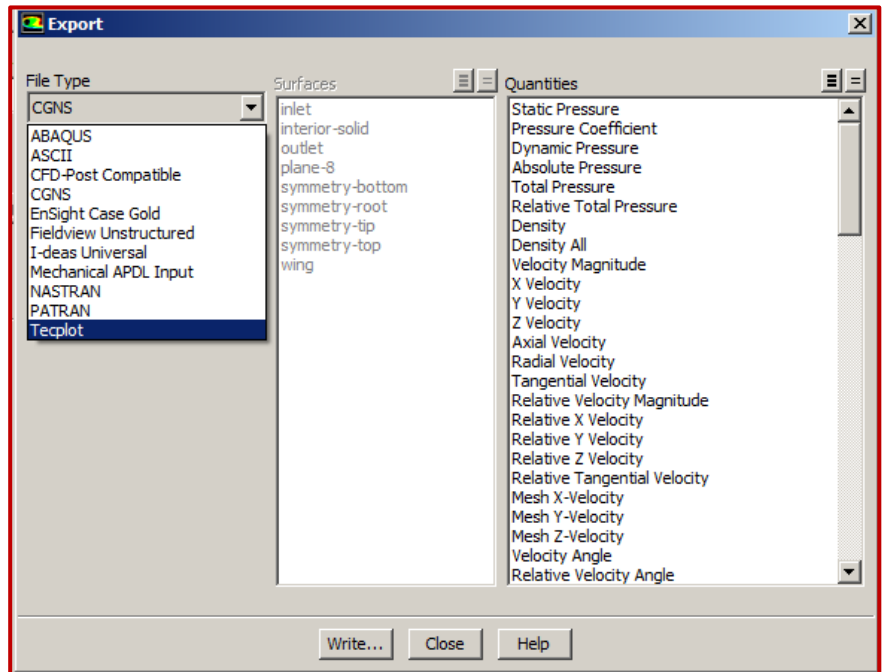 Export
File Type
CGNS
ABAQUS
ASCII
CFD-Post Compatible
CGNS
EnSight Case Gold
Fieldview Unstructured
I-deas Universal
Mechanical APDL Input
NASTRAN
PATRAN
Tecplot
Surfaces
inlet
interior-solid
outlet
plane-8
symmetry-bottom
symmetry-root
symmetry-tip
symmetry-top
wing
Quantities
Static Pressure
Pressure Coefficient
Dynamic Pressure
Absolute Pressure
Total Pressure
Relative Total Pressure
Density
Density All
Velocity Magnitude
X Velocity
Y Velocity
Z Velocity
Axial Velocity
Radial Velocity
Tangential Velocity
Relative Velocity Magnitude
Relative X Velocity
Relative Y Velocity
Relative Z Velocity
Relative Tangential Velocity
Mesh X-Velocity
Mesh Y-Velocity
Mesh Z-Velocity
Velocity Angle
Relative Velocity Angle
Write...
Close
Help